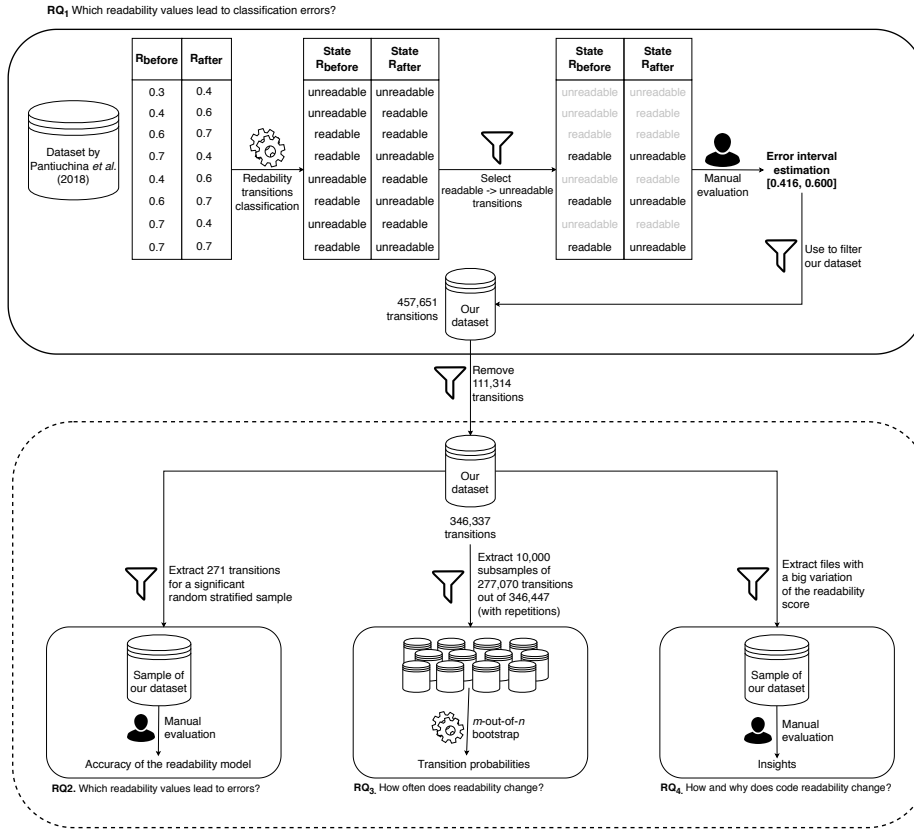 RQ1 Which readability values lead to classification errors?
Dataset by
Pantiuchina et al.
(2018)
Rbefore Rafter
0.3 0.4
0.4 0.6
0.6 0.7
0.7 0.4
0.4 0.6
0.6 0.7
0.7 0.4
0.7 0.7
Redability
transitions
classification
State Rbefore State Rafter
unreadable unreadable
unreadable readable
readable readable
readable unreadable
unreadable readable
readable unreadable
unreadable readable
readable unreadable
Select
readable -> unreadable
transitions
State Rbefore State Rafter
unreadable unreadable
unreadable readable
readable readable
readable unreadable
unreadable readable
readable unreadable
unreadable readable
readable unreadable
Manual
evaluation
Error interval
estimation
[0.416, 0.600]
Use to filter
our dataset
457,651
transitions
Our
dataset
Remove
111,314
transitions
Our
dataset
346,337
transitions
Extract 271 transitions
for a significant
random stratified sample
Extract 10,000
subsamples of
277,070 transitions
out of 346,447
(with repetitions)
Extract files with
a big variation
of the readability
score
Sample of
our dataset
Manual
evaluation
Accuracy of the readability model
RQ2. Which readability values lead to errors?
m-out-of-n
bootstrap
Transition probabilities
RQ3. How often does readability change?
Sample of
our dataset
Manual
evaluation
Insights
RQ4. How and why does code readability change?